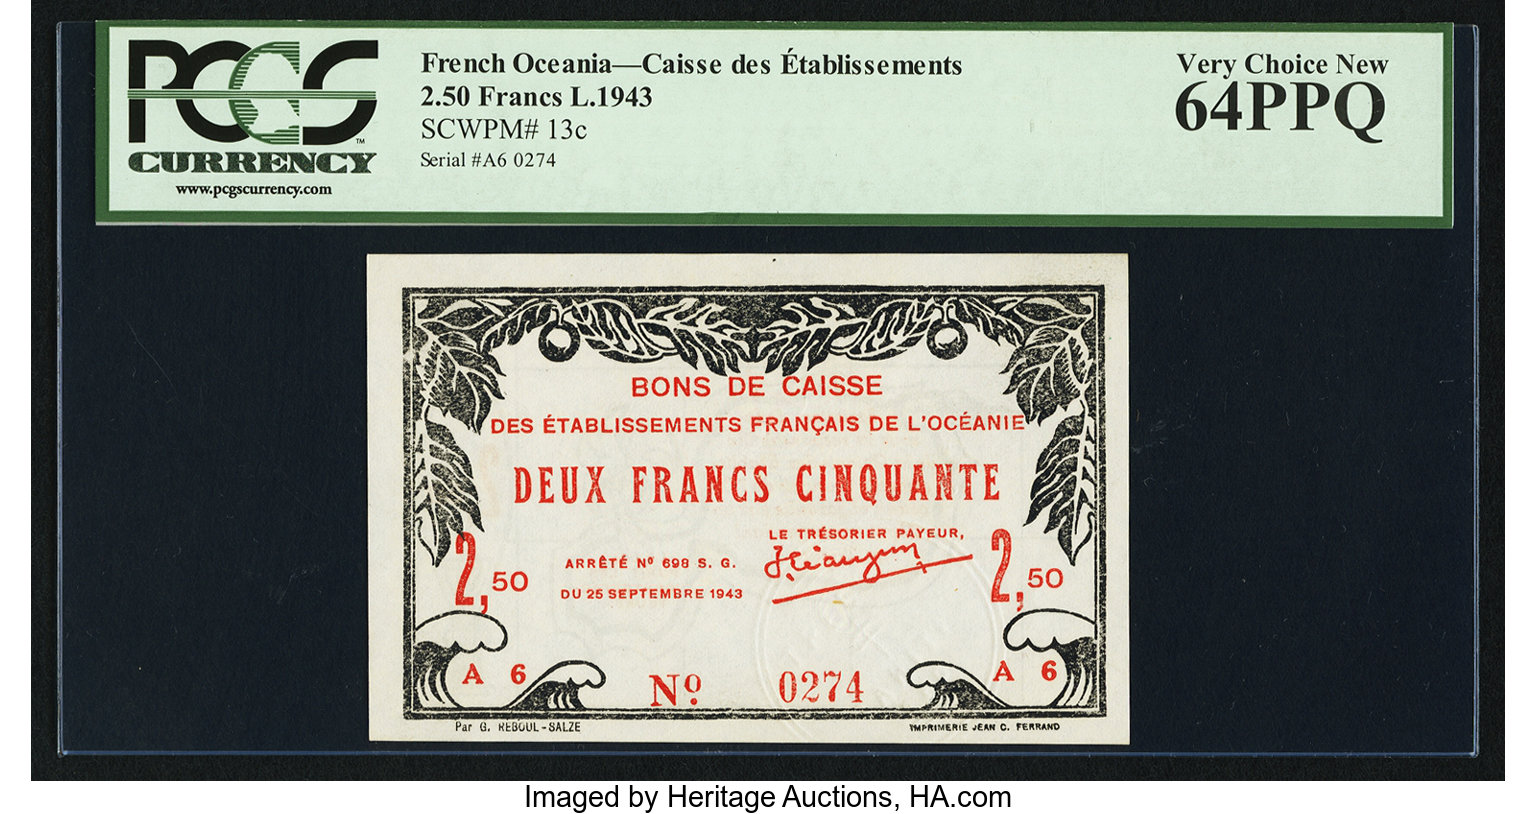 PCGS
™
CURRENCY
www.pcgscurrency.com
French Oceania—Caisse des Établissements
2.50 Francs L.1943
SCWPM# 13c
Serial #A6 0274
Very Choice New
64PPQ
BONS DE CAISSE
DES ÉTABLISSEMENTS FRANÇAIS DE L'OCÉANIE
DEUX FRANCS CINQUANTE
LE TRÉSORIER PAYEUR,
ARRÊTÉ Nº 698 S. G.
DU 25 SEPTEMBRE 1943
2,50
2,50
A 6
Nº 0274
A 6
Par G. REBOUL-SALZE
IMPRIMERIE JEAN C. FERRAND
Imaged by Heritage Auctions, HA.com